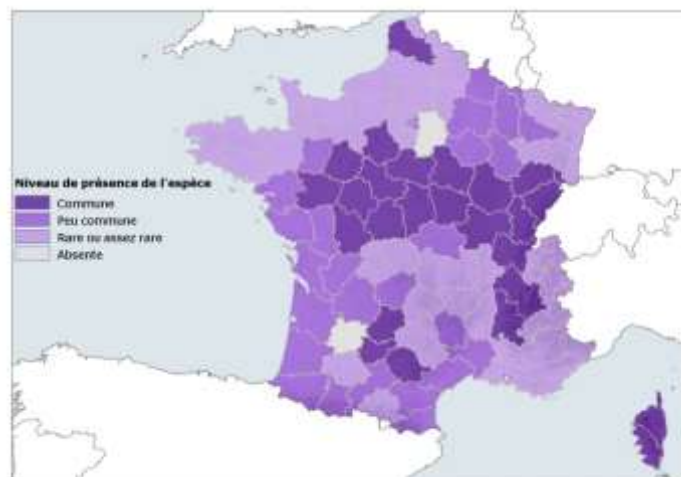 Niveau de présence de l'espèce
Commune
Peu commune
Rare ou assez rare
Absente